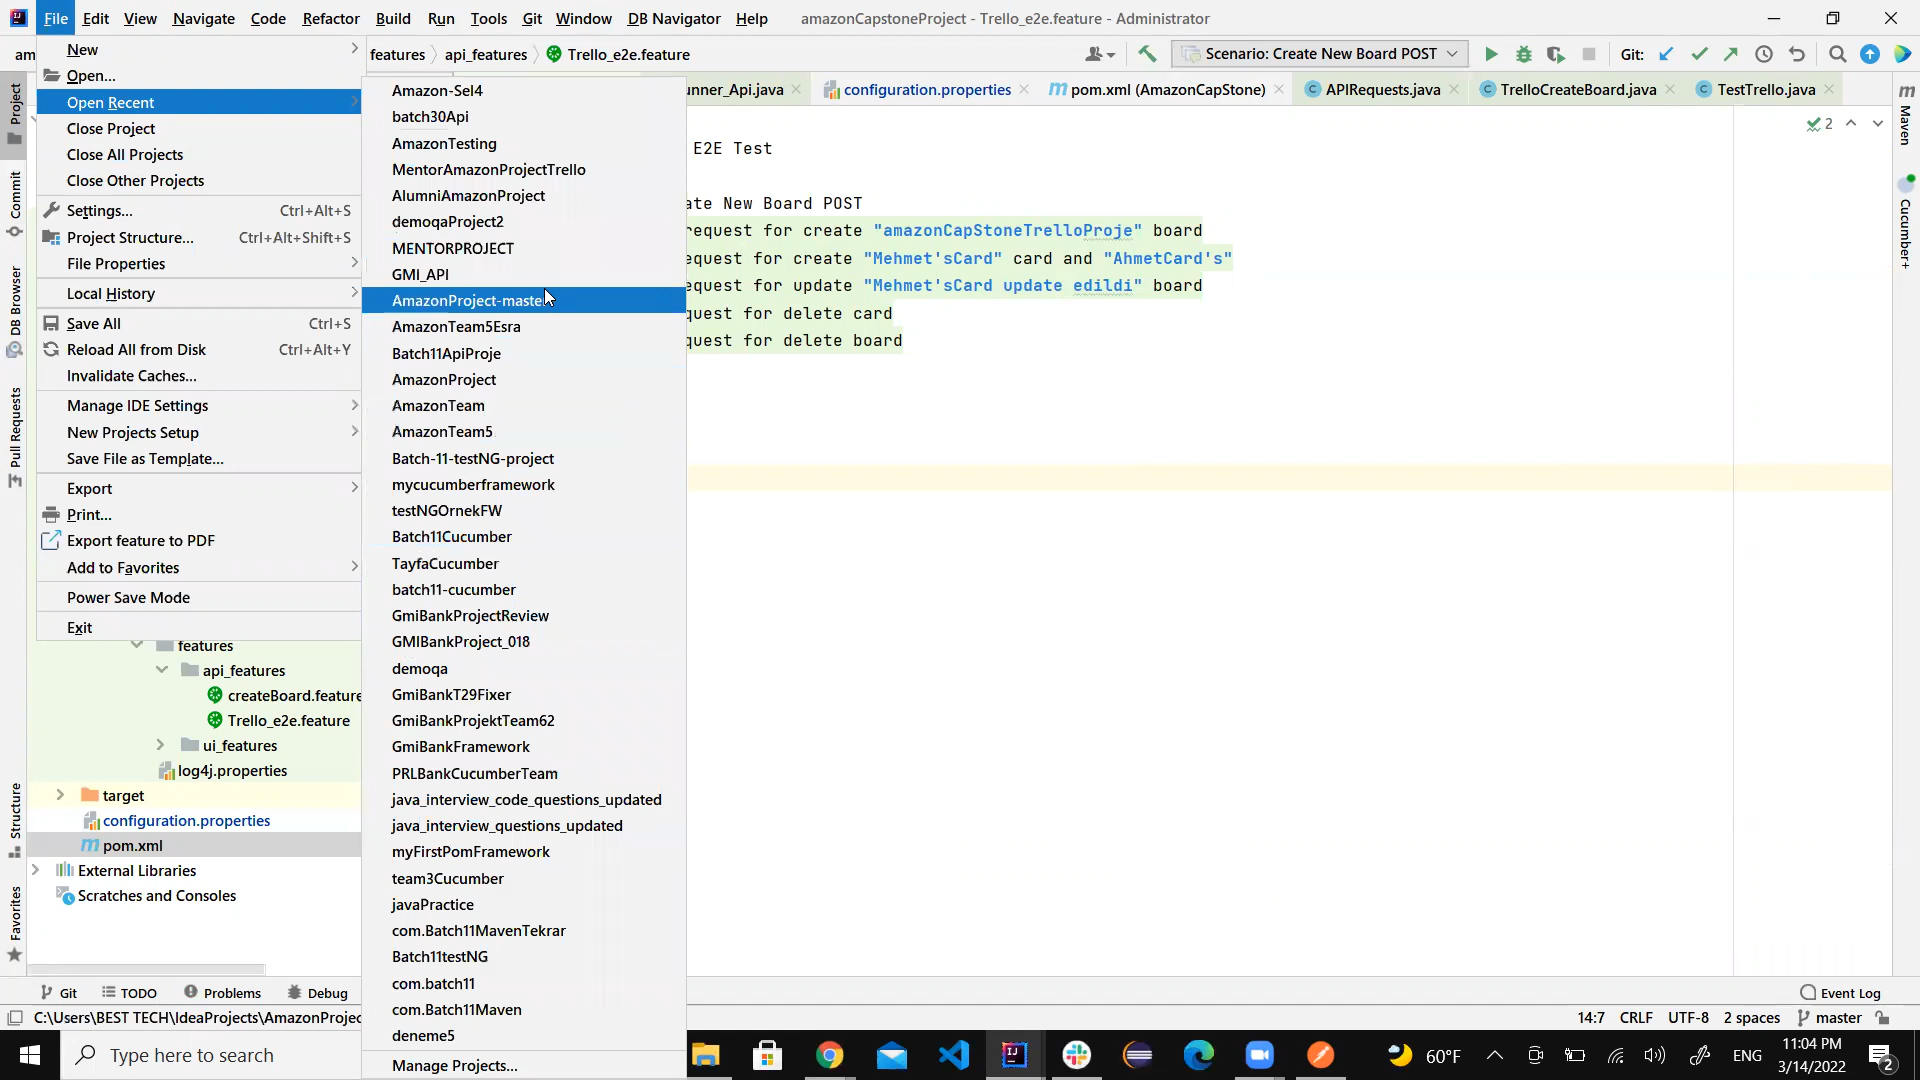 File Edit View Navigate Code Refactor Build Run Tools Git Window DB Navigator Help amazonCapstoneProject - Trello_e2e.feature - Administrator
am features api_features Trello_e2e.feature Scenario: Create New Board POST Git:
unner_Api.java configuration.properties pom.xml (AmazonCapStone) APIRequests.java TrelloCreateBoard.java TestTrello.java
New
Open...
Open Recent
Close Project
Close All Projects
Close Other Projects
Settings... Ctrl+Alt+S
Project Structure... Ctrl+Alt+Shift+S
File Properties
Local History
Save All Ctrl+S
Reload All from Disk Ctrl+Alt+Y
Invalidate Caches...
Manage IDE Settings
New Projects Setup
Save File as Template...
Export
Print...
Export feature to PDF
Add to Favorites
Power Save Mode
Exit
Amazon-Sel4
batch30Api
AmazonTesting
MentorAmazonProjectTrello
AlumniAmazonProject
demoqaProject2
MENTORPROJECT
GMI_API
AmazonProject-master
AmazonTeam5Esra
Batch11ApiProje
AmazonProject
AmazonTeam
AmazonTeam5
Batch-11-testNG-project
mycucumberframework
testNGOrnekFW
Batch11Cucumber
TayfaCucumber
batch11-cucumber
GmiBankProjectReview
GMIBankProject_018
demoqa
GmiBankT29Fixer
GmiBankProjektTeam62
GmiBankFramework
PRLBankCucumberTeam
java_interview_code_questions_updated
java_interview_questions_updated
myFirstPomFramework
team3Cucumber
javaPractice
com.Batch11MavenTekrar
Batch11testNG
com.batch11
com.Batch11Maven
deneme5
Manage Projects...
E2E Test
ate New Board POST
request for create "amazonCapStoneTrelloProje" board
equest for create "Mehmet'sCard" card and "AhmetCard's"
equest for update "Mehmet'sCard update edildi" board
quest for delete card
quest for delete board
2
Project
Commit
DB Browser
Pull Requests
Structure
Favorites
Maven
Cucumber+
features
api_features
createBoard.feature
Trello_e2e.feature
ui_features
log4j.properties
target
configuration.properties
pom.xml
External Libraries
Scratches and Consoles
Git TODO Problems Debug Event Log
C:\Users\BEST TECH\IdeaProjects\AmazonProjec 14:7 CRLF UTF-8 2 spaces master
Type here to search 60°F ENG 11:04 PM
3/14/2022
2